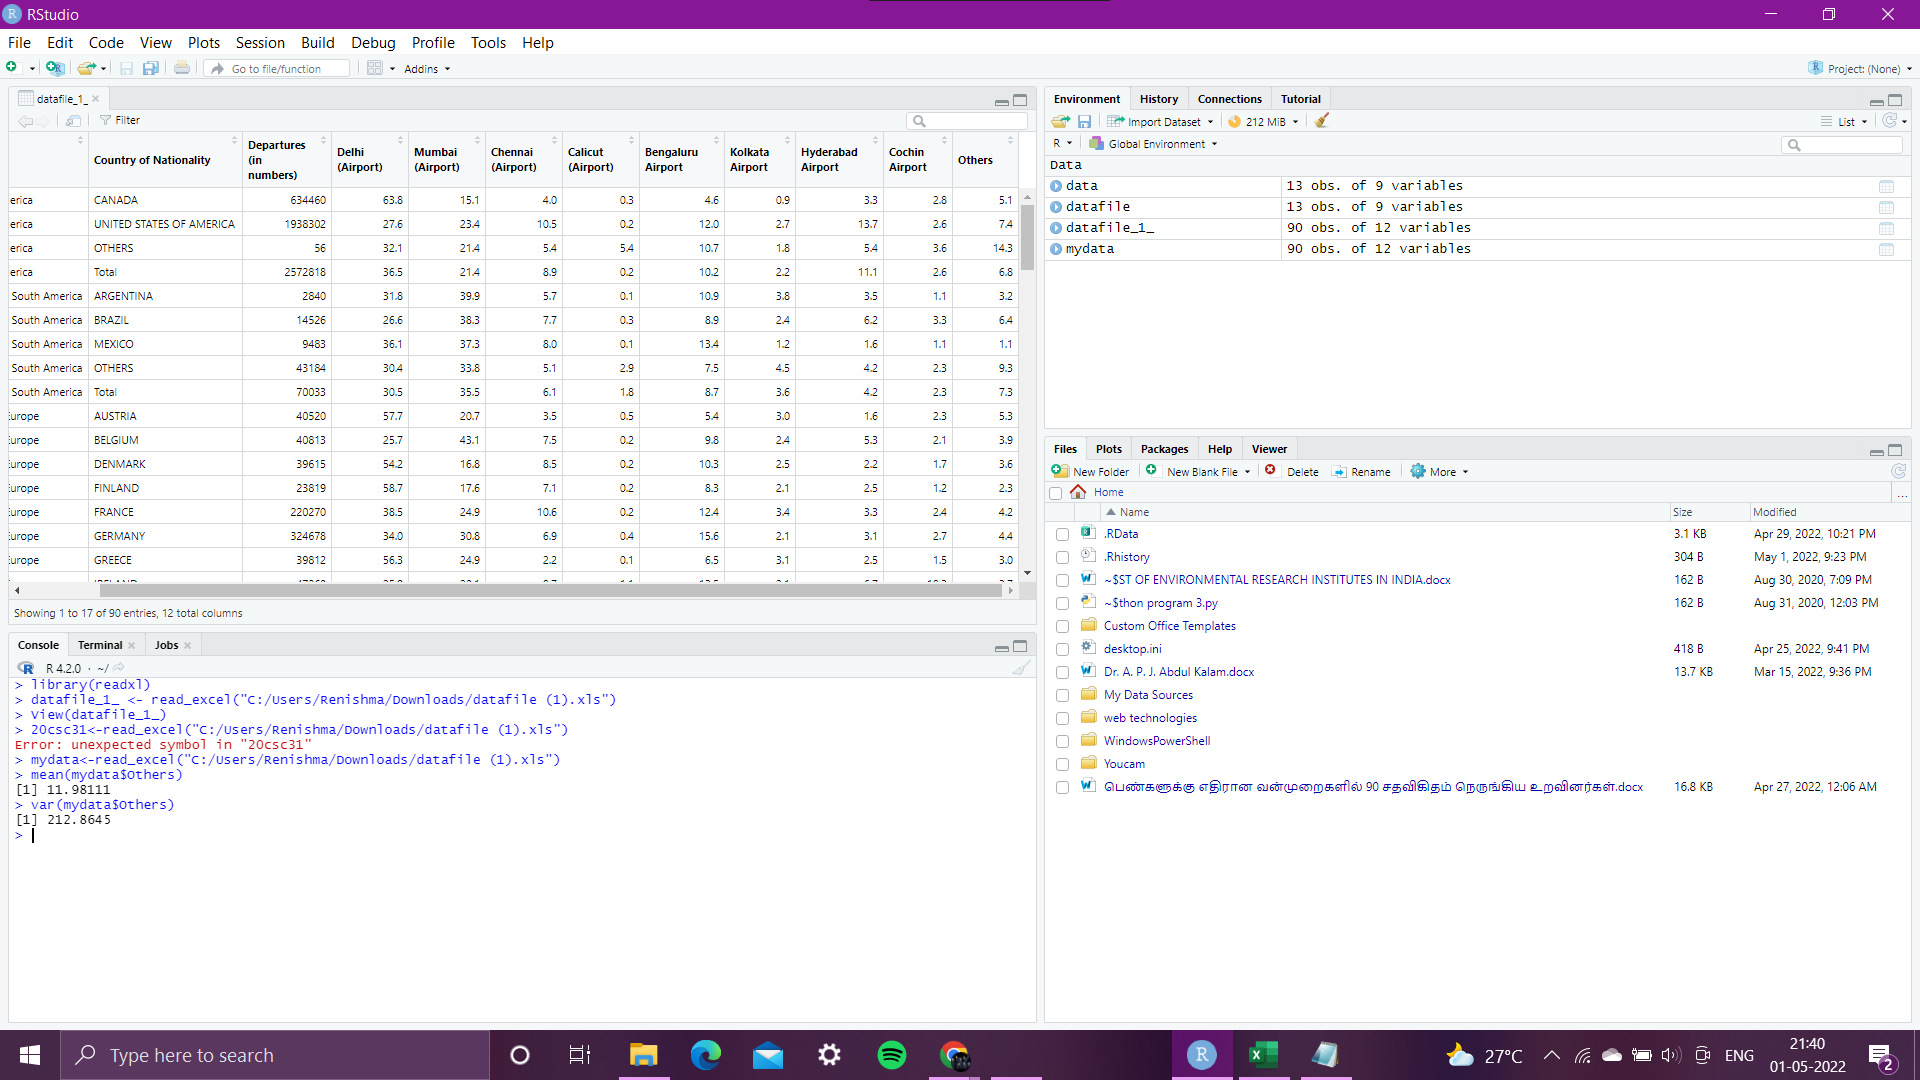 RStudio
File Edit Code View Plots Session Build Debug Profile Tools Help
Go to file/function Addins Project: (None)
datafile_1_
Filter
Country of Nationality Departures (in numbers) Delhi (Airport) Mumbai (Airport) Chennai (Airport) Calicut (Airport) Bengaluru Airport Kolkata Airport Hyderabad Airport Cochin Airport Others
erica CANADA 634460 63.8 15.1 4.0 0.3 4.6 0.9 3.3 2.8 5.1
erica UNITED STATES OF AMERICA 1938302 27.6 23.4 10.5 0.2 12.0 2.7 13.7 2.6 7.4
erica OTHERS 56 32.1 21.4 5.4 5.4 10.7 1.8 5.4 3.6 14.3
erica Total 2572818 36.5 21.4 8.9 0.2 10.2 2.2 11.1 2.6 6.8
South America ARGENTINA 2840 31.8 39.9 5.7 0.1 10.9 3.8 3.5 1.1 3.2
South America BRAZIL 14526 26.6 38.3 7.7 0.3 8.9 2.4 6.2 3.3 6.4
South America MEXICO 9483 36.1 37.3 8.0 0.1 13.4 1.2 1.6 1.1 1.1
South America OTHERS 43184 30.4 33.8 5.1 2.9 7.5 4.5 4.2 2.3 9.3
South America Total 70033 30.5 35.5 6.1 1.8 8.7 3.6 4.2 2.3 7.3
urope AUSTRIA 40520 57.7 20.7 3.5 0.5 5.4 3.0 1.6 2.3 5.3
urope BELGIUM 40813 25.7 43.1 7.5 0.2 9.8 2.4 5.3 2.1 3.9
urope DENMARK 39615 54.2 16.8 8.5 0.2 10.3 2.5 2.2 1.7 3.6
urope FINLAND 23819 58.7 17.6 7.1 0.2 8.3 2.1 2.5 1.2 2.3
urope FRANCE 220270 38.5 24.9 10.6 0.2 12.4 3.4 3.3 2.4 4.2
urope GERMANY 324678 34.0 30.8 6.9 0.4 15.6 2.1 3.1 2.7 4.4
urope GREECE 39812 56.3 24.9 2.2 0.1 6.5 3.1 2.5 1.5 3.0
Showing 1 to 17 of 90 entries, 12 total columns
Console Terminal Jobs
R 4.2.0 · ~/
> library(readxl)
> datafile_1_ <- read_excel("C:/Users/Renishma/Downloads/datafile (1).xls")
> View(datafile_1_)
> 20csc31<-read_excel("C:/Users/Renishma/Downloads/datafile (1).xls")
Error: unexpected symbol in "20csc31"
> mydata<-read_excel("C:/Users/Renishma/Downloads/datafile (1).xls")
> mean(mydata$Others)
[1] 11.98111
> var(mydata$Others)
[1] 212.8645
>
Environment History Connections Tutorial
Import Dataset 212 MiB List
R Global Environment
Data
data 13 obs. of 9 variables
datafile 13 obs. of 9 variables
datafile_1_ 90 obs. of 12 variables
mydata 90 obs. of 12 variables
Files Plots Packages Help Viewer
New Folder New Blank File Delete Rename More
Home ...
Name Size Modified
.RData 3.1 KB Apr 29, 2022, 10:21 PM
.Rhistory 304 B May 1, 2022, 9:23 PM
~$ST OF ENVIRONMENTAL RESEARCH INSTITUTES IN INDIA.docx 162 B Aug 30, 2020, 7:09 PM
~$thon program 3.py 162 B Aug 31, 2020, 12:03 PM
Custom Office Templates
desktop.ini 418 B Apr 25, 2022, 9:41 PM
Dr. A. P. J. Abdul Kalam.docx 13.7 KB Mar 15, 2022, 9:36 PM
My Data Sources
web technologies
WindowsPowerShell
Youcam
பெண்களுக்கு எதிரான வன்முறைகளில் 90 சதவிகிதம் நெருங்கிய உறவினர்கள்.docx 16.8 KB Apr 27, 2022, 12:06 AM
Type here to search
27°C ENG
21:40
01-05-2022
2